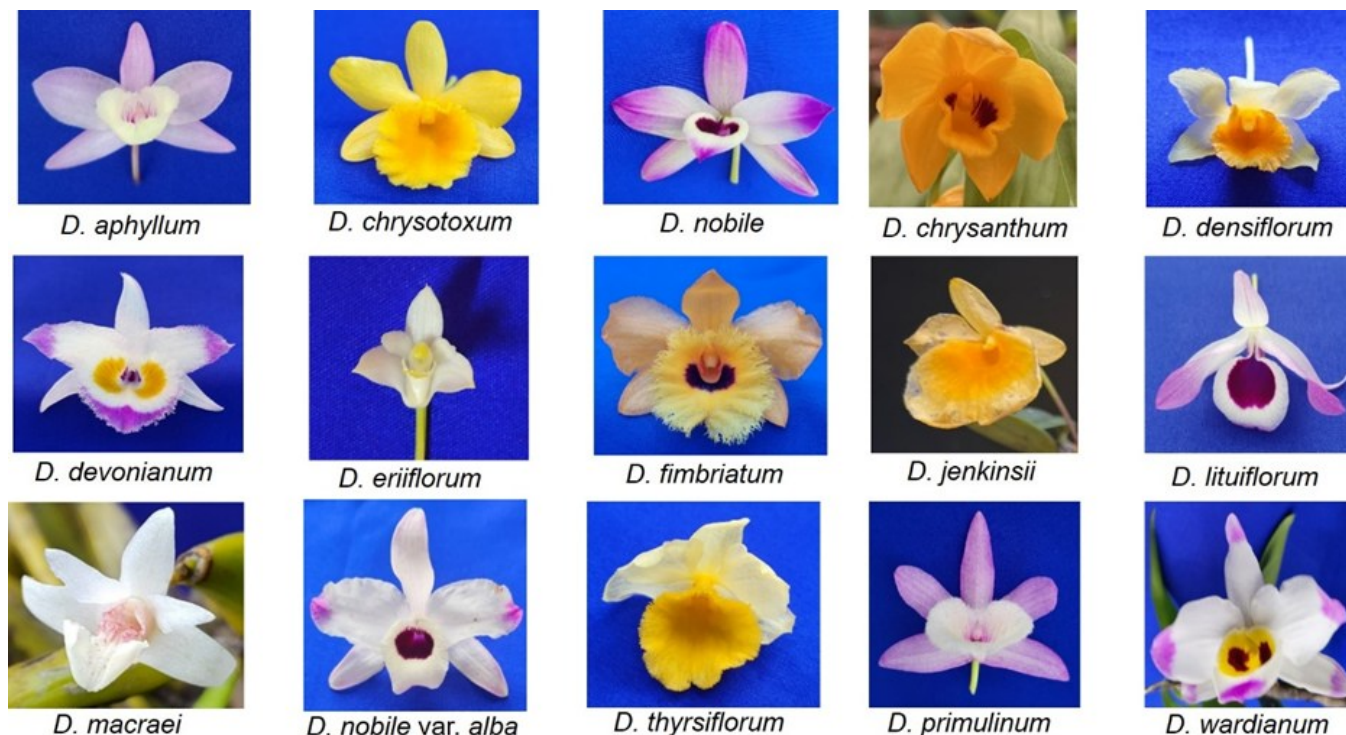 D. aphyllum
D. chrysotoxum
D. nobile
D. chrysanthum
D. densiflorum
D. devonianum
D. eriiflorum
D. fimbriatum
D. jenkinsii
D. lituiflorum
D. macraei
D. nobile var. alba
D. thyrsiflorum
D. primulinum
D. wardianum